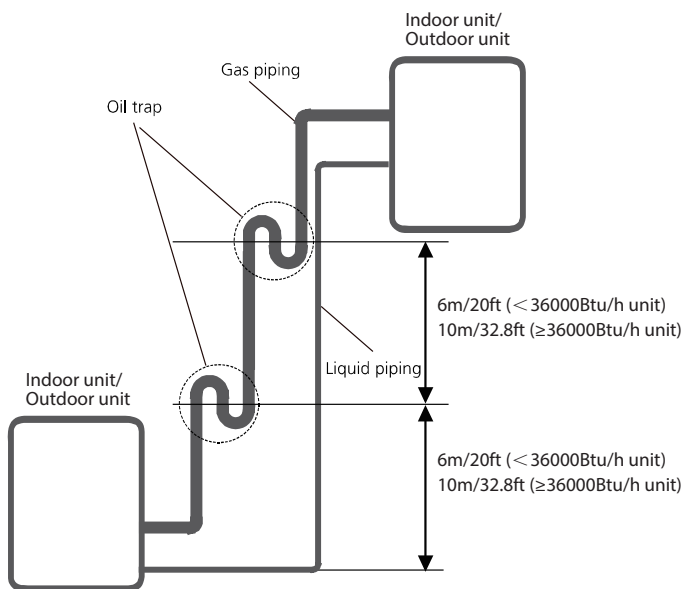 Indoor unit/
Outdoor unit
Gas piping
Oil trap
6m/20ft (<36000Btu/h unit)
10m/32.8ft (≥36000Btu/h unit)
Liquid piping
Indoor unit/
Outdoor unit
6m/20ft (<36000Btu/h unit)
10m/32.8ft (≥36000Btu/h unit)